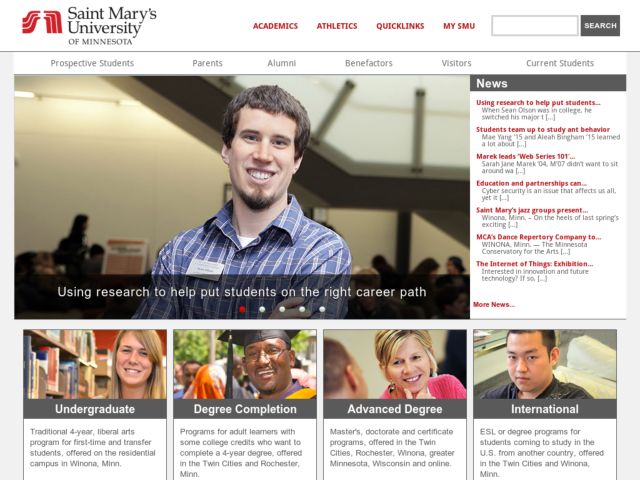 Saint Mary's
University
OF MINNESOTA
ACADEMICS ATHLETICS QUICKLINKS MY SMU
SEARCH
Prospective Students Parents Alumni Benefactors Visitors Current Students
News
Using research to help put students...
When Sean Olson was in college, he
switched his major t [...]
Students team up to study ant behavior
Mae Yang '15 and Aleah Bingham '15 learned
a lot about [...]
Marek leads 'Web Series 101'...
Sarah Jane Marek '04, M'07 didn't want to sit
around wa [...]
Education and partnerships can...
Cyber security is an issue that affects us all,
yet it [...]
Saint Mary's jazz groups present...
Winona, Minn. – On the heels of last spring's
exciting [...]
MCA's Dance Repertory Company to...
WINONA, Minn. — The Minnesota
Conservatory for the Arts [...]
The Internet of Things: Exhibition...
Interested in innovation and future
technology? If so, [...]
More News...
Using research to help put students on the right career path
Undergraduate
Traditional 4-year, liberal arts
program for first-time and transfer
students, offered on the residential
campus in Winona, Minn.
Degree Completion
Programs for adult learners with
some college credits who want to
complete a 4-year degree, offered
in the Twin Cities and Rochester,
Minn.
Advanced Degree
Master's, doctorate and certificate
programs, offered in the Twin
Cities, Rochester, Winona, greater
Minnesota, Wisconsin and online.
International
ESL or degree programs for
students coming to study in the
U.S. from another country, offered
in the Twin Cities and Winona,
Minn.